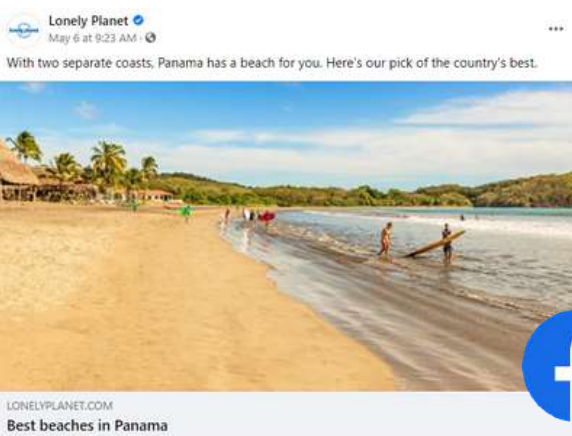 Lonely Planet
May 6 at 9:23 AM ·
With two separate coasts, Panama has a beach for you. Here's our pick of the country's best.
LONELYPLANET.COM
Best beaches in Panama